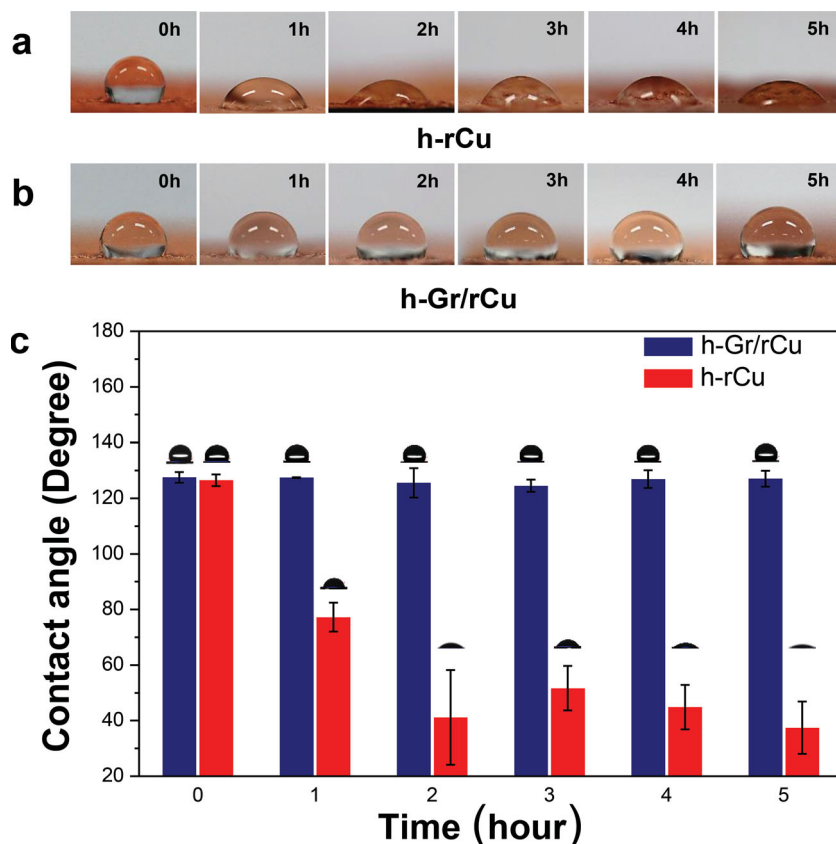 a
0h 1h 2h 3h 4h 5h
h-rCu
b
0h 1h 2h 3h 4h 5h
h-Gr/rCu
c
h-Gr/rCu
h-rCu
Contact angle (Degree)
180
160
140
120
100
80
60
40
20
0 1 2 3 4 5
Time (hour)